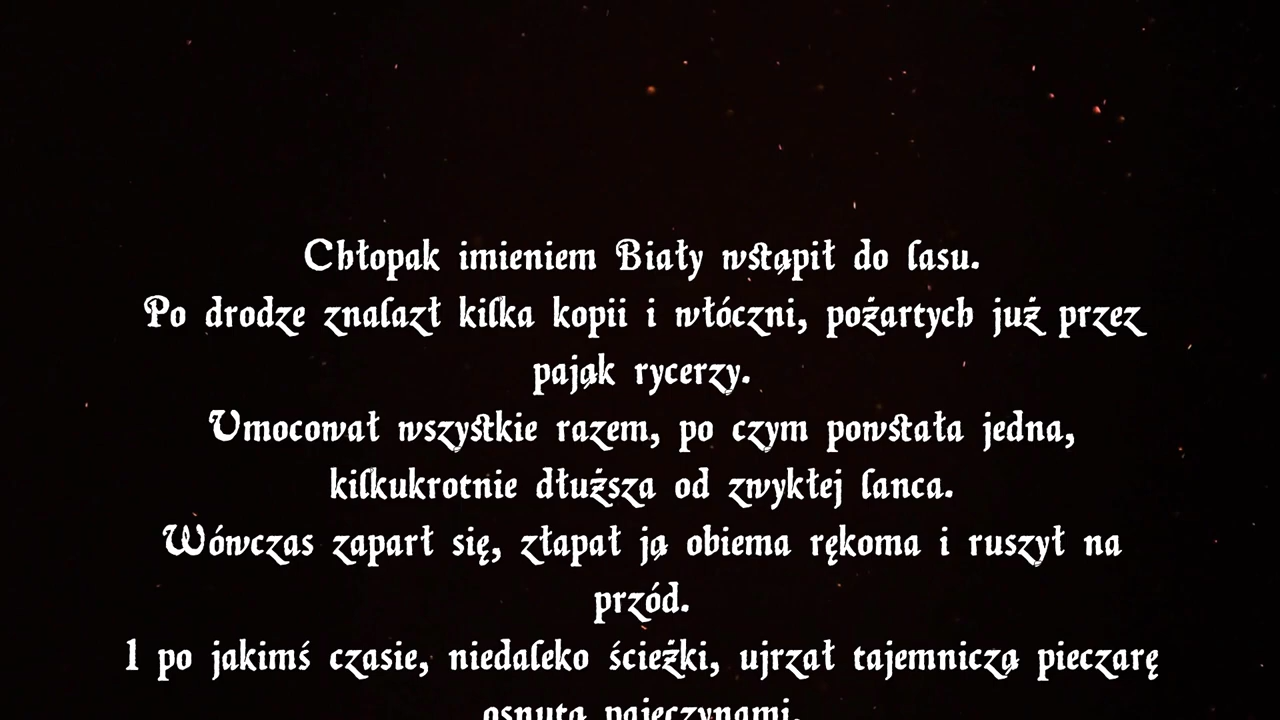 Chłopak imieniem Biały wstąpił do lasu.
Po drodze znalazł kilka kopii i włóczni, pożartych już przez
pająk rycerzy.
Umocował wszystkie razem, po czym powstała jedna,
kilkukrotnie dłuższa od zwykłej lanca.
Wówczas zaparł się, złapał ją obiema rękoma i ruszył na
przód.
I po jakimś czasie, niedaleko ścieżki, ujrzał tajemniczą pieczarę
osnutą pajęczynami.